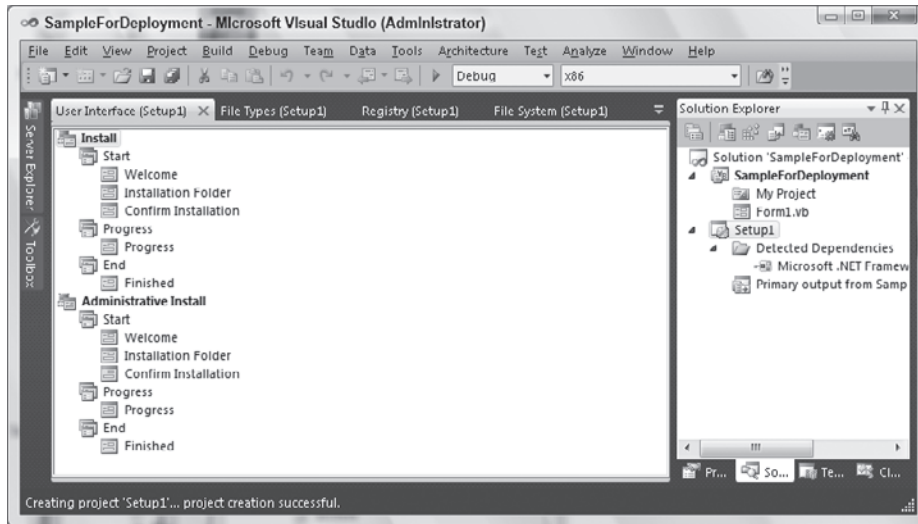 SampleForDeployment - Microsoft Visual Studio (Administrator)
File Edit View Project Build Debug Team Data Tools Architecture Test Analyze Window Help
Debug x86
User Interface (Setup1) File Types (Setup1) Registry (Setup1) File System (Setup1)
Server Explorer
Toolbox
Install
Start
Welcome
Installation Folder
Confirm Installation
Progress
Progress
End
Finished
Administrative Install
Start
Welcome
Installation Folder
Confirm Installation
Progress
Progress
End
Finished
Solution Explorer
Solution 'SampleForDeployment'
SampleForDeployment
My Project
Form1.vb
Setup1
Detected Dependencies
Microsoft .NET Framew
Primary output from Samp
Pr... So... Te... Cl...
Creating project 'Setup1'... project creation successful.